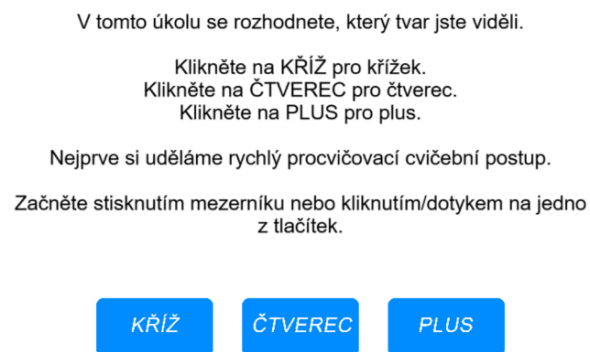 V tomto úkolu se rozhodnete, který tvar jste viděli.
Klikněte na KŘÍŽ pro křížek.
Klikněte na ČTVEREC pro čtverec.
Klikněte na PLUS pro plus.
Nejprve si uděláme rychlý procvičovací cvičební postup.
Začněte stisknutím mezerníku nebo kliknutím/dotykem na jedno
z tlačítek.
KŘÍŽ ČTVEREC PLUS